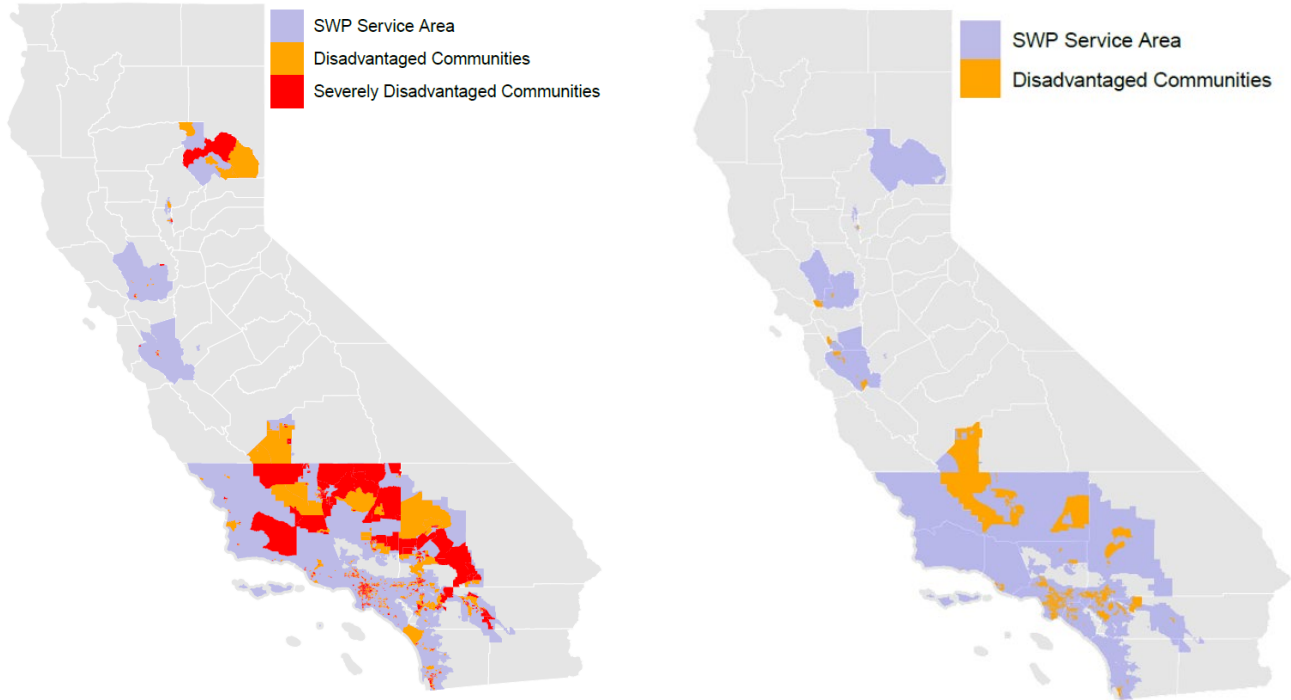 SWP Service Area
Disadvantaged Communities
Severely Disadvantaged Communities
SWP Service Area
Disadvantaged Communities